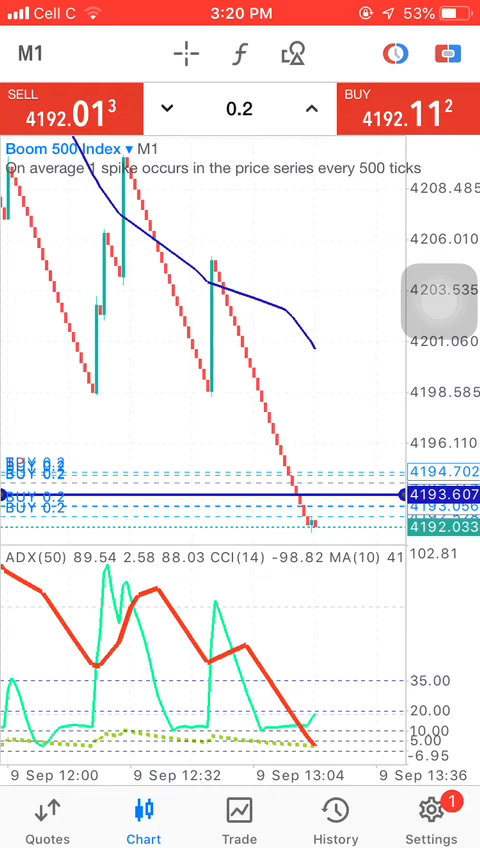 Cell C 3:20 PM 53%
M1
SELL
4192.01³
0.2
BUY
4192.11²
Boom 500 Index ▾ M1
On average 1 spike occurs in the price series every 500 ticks
4208.485
4206.010
4203.535
4201.060
4198.585
4196.110
BUY 0.2
BUY 0.2
4194.702
BUY 0.2
4193.607
BUY 0.2
4193.056
BUY 0.2
4192.033
ADX(50) 89.54 2.58 88.03 CCI(14) -98.82 MA(10) 41
102.81
35.00
20.00
10.00
5.00
-6.95
9 Sep 12:00 9 Sep 12:32 9 Sep 13:04 9 Sep 13:36
1
Quotes Chart Trade History Settings